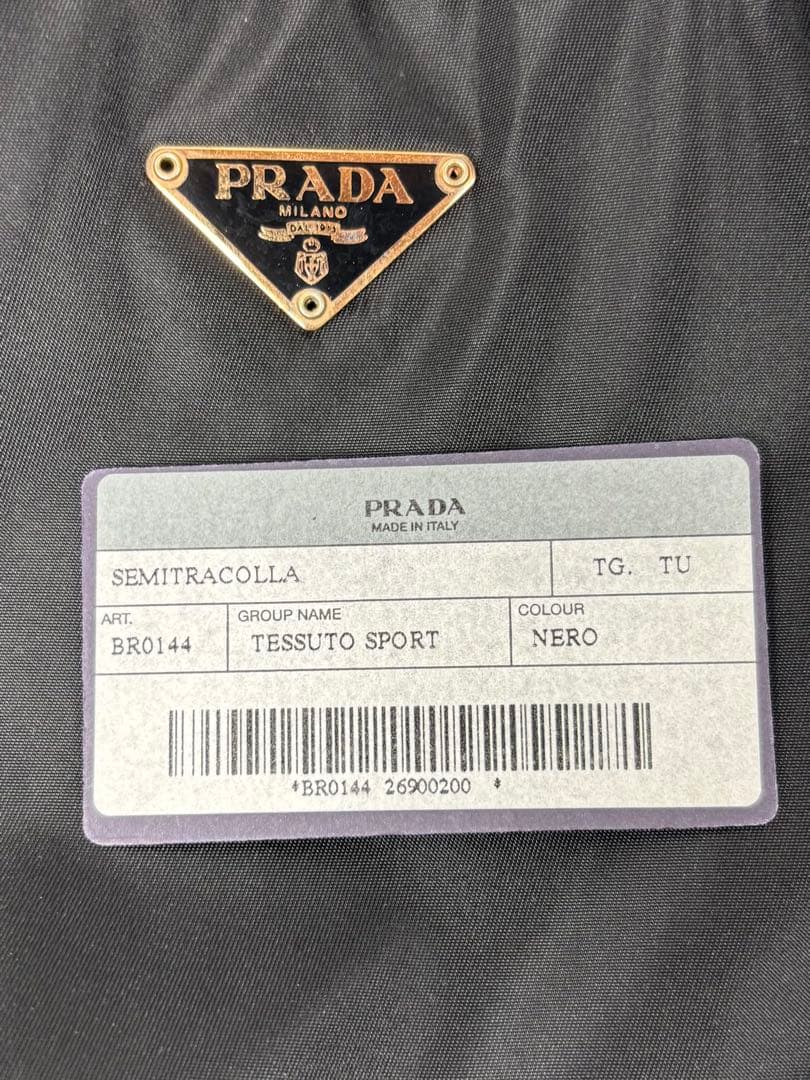 PRADA
MILANO
DAL 1913
PRADA
MADE IN ITALY
SEMITRACOLLA
TG. TU
ART.
BR0144
GROUP NAME
TESSUTO SPORT
COLOUR
NERO
*BR0144 26900200 *